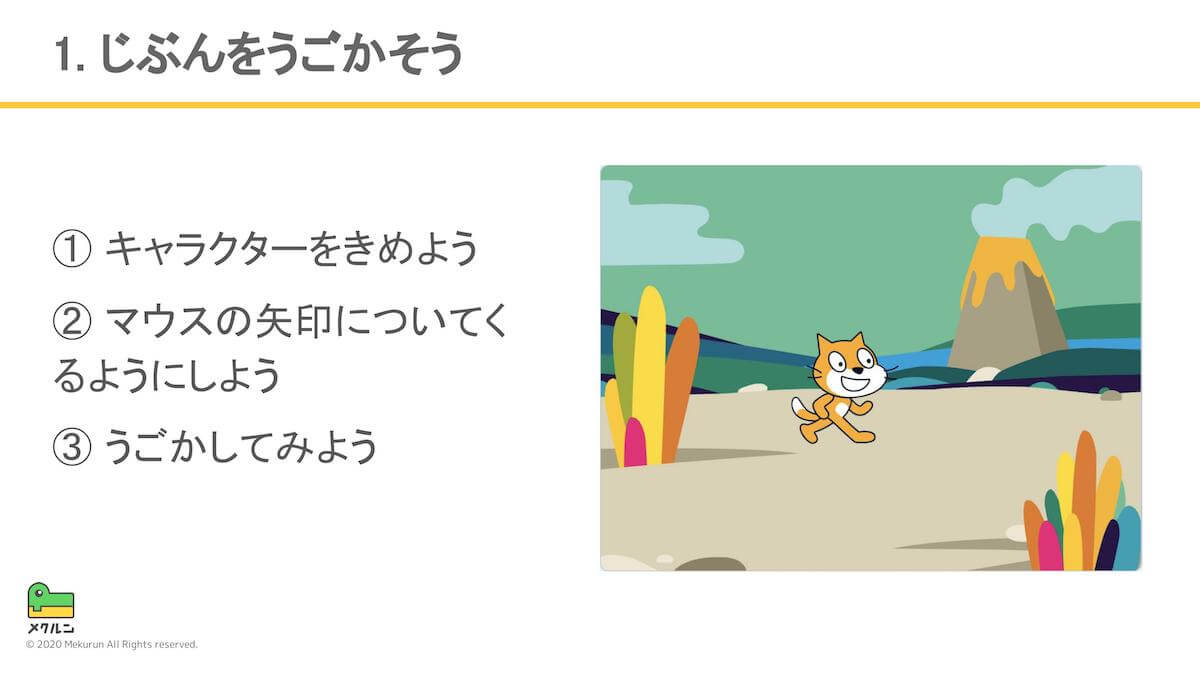 1. じぶんをうごかそう
① キャラクターをきめよう
② マウスの矢印についてく
るようにしよう
③ うごかしてみよう
メクルン
© 2020 Mekurun All Rights reserved.